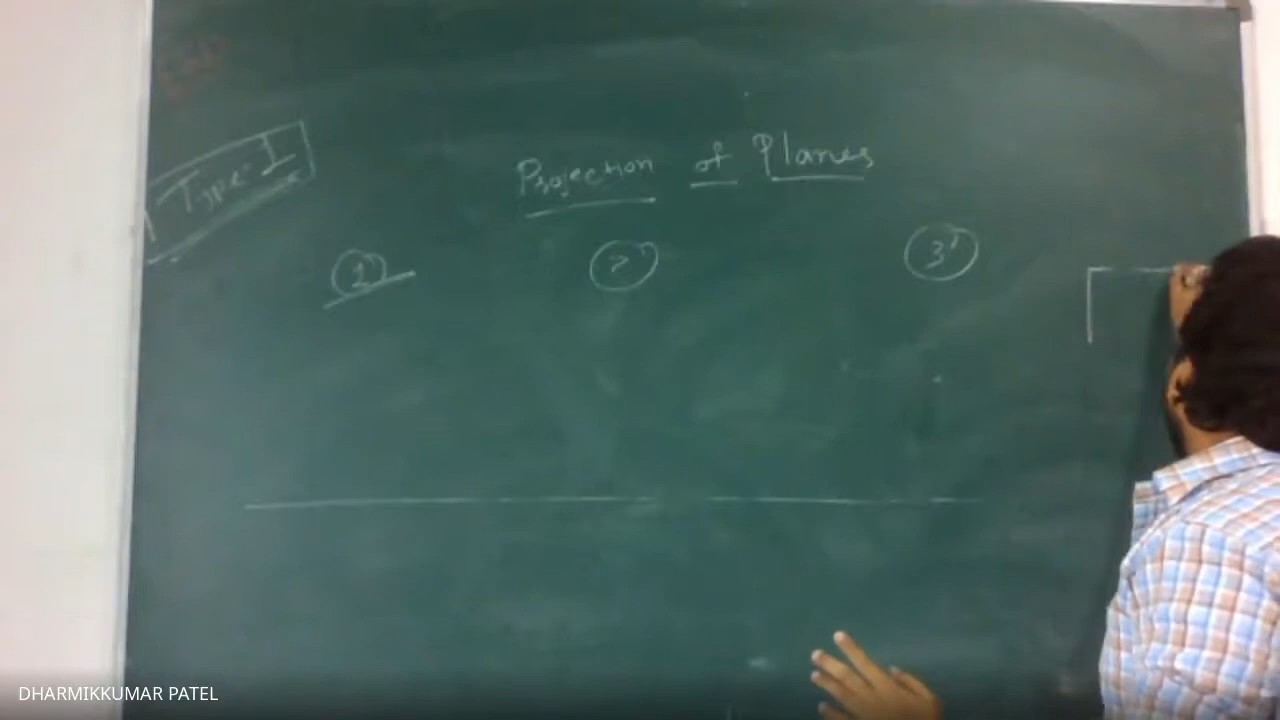 Type-I
Projection of Planes
1
2
3
DHARMIKKUMAR PATEL